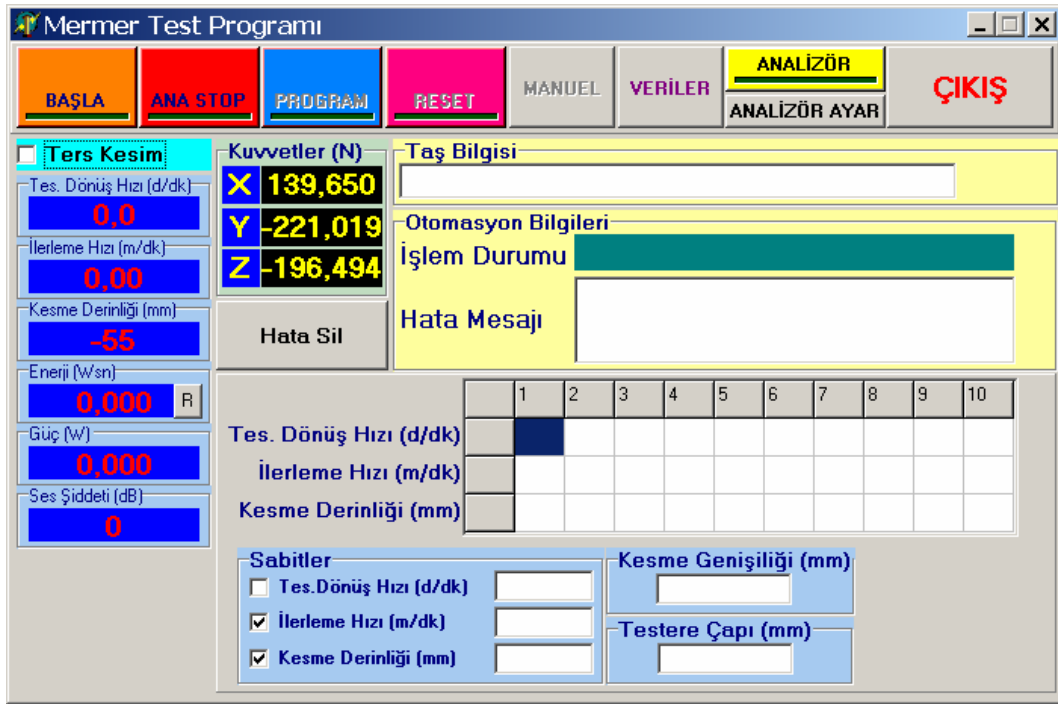 Mermer Test Programı
BAŞLA
ANA STOP
PROGRAM
RESET
MANUEL
VERİLER
ANALİZÖR
ANALİZÖR AYAR
ÇIKIŞ
Ters Kesim
Tes. Dönüş Hızı (d/dk)
0,0
İlerleme Hızı (m/dk)
0,00
Kesme Derinliği (mm)
-55
Enerji (Wsn)
0,000 R
Güç (W)
0,000
Ses Şiddeti (dB)
0
Kuvvetler (N)
X 139,650
Y -221,019
Z -196,494
Hata Sil
Taş Bilgisi
Otomasyon Bilgileri
İşlem Durumu
Hata Mesajı
1 2 3 4 5 6 7 8 9 10
Tes. Dönüş Hızı (d/dk)
İlerleme Hızı (m/dk)
Kesme Derinliği (mm)
Sabitler
Tes.Dönüş Hızı (d/dk)
İlerleme Hızı (m/dk)
Kesme Derinliği (mm)
Kesme Genişiliği (mm)
Testere Çapı (mm)